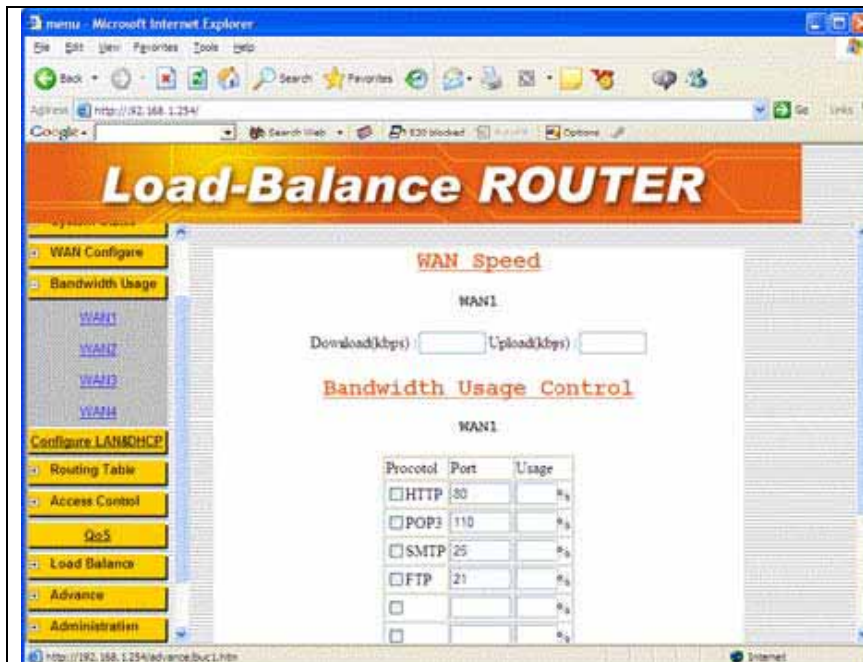 menu - Microsoft Internet Explorer
File Edit View Favorites Tools Help
Back Search Favorites
Address http://192.168.1.254/ Go Links
Google Search Web 520 blocked Options
Load-Balance ROUTER
WAN Configure
Bandwidth Usage
WAN1
WAN2
WAN3
WAN4
Configure LAN&DHCP
Routing Table
Access Control
QoS
Load Balance
Advance
Administration
WAN Speed
WAN1
Download(kbps) : Upload(kbps) :
Bandwidth Usage Control
WAN1
Procotol Port Usage
HTTP 80 %
POP3 110 %
SMTP 25 %
FTP 21 %
%
%
http://192.168.1.254/advance/buc1.htm Internet